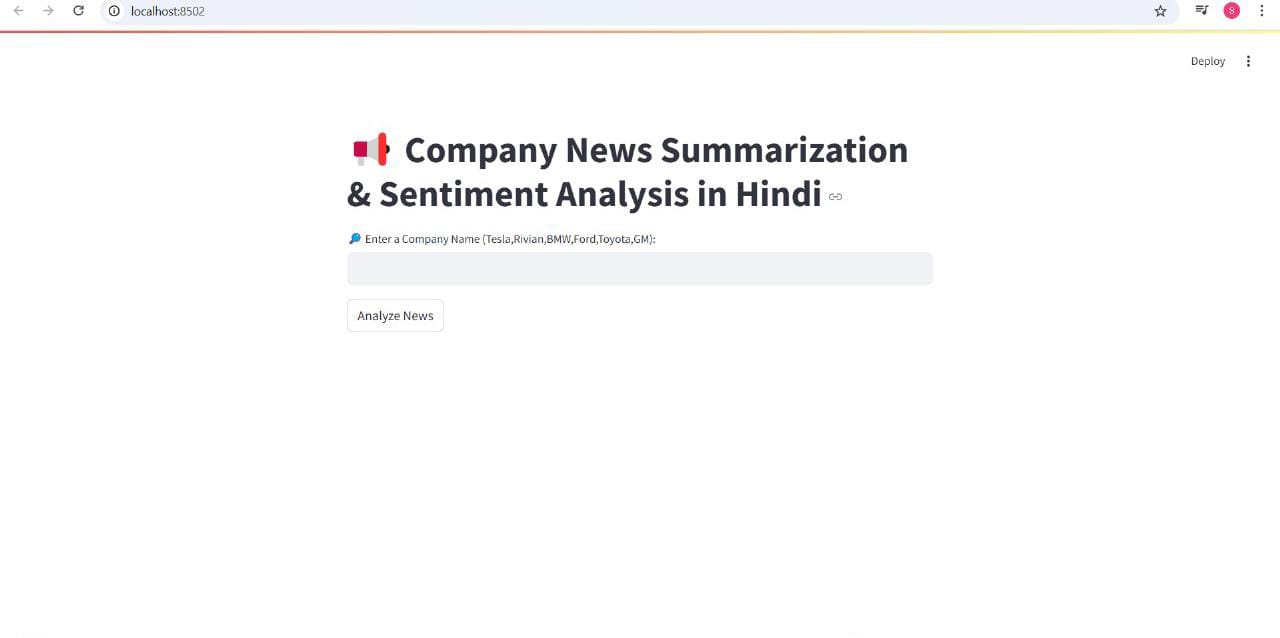 localhost:8502
S
Deploy
Company News Summarization
& Sentiment Analysis in Hindi
Enter a Company Name (Tesla,Rivian,BMW,Ford,Toyota,GM):
Analyze News